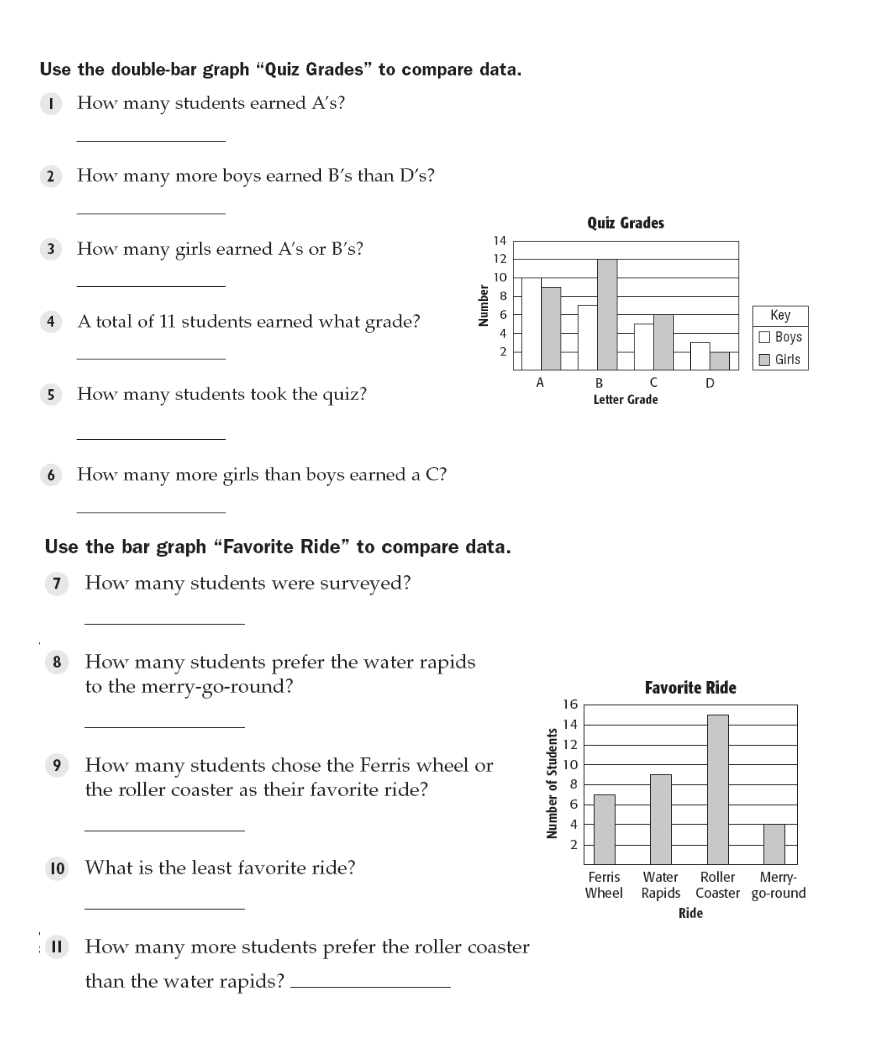 Use the double-bar graph “Quiz Grades” to compare data.
1 How many students earned A’s?
2 How many more boys earned B’s than D’s?
3 How many girls earned A’s or B’s?
4 A total of 11 students earned what grade?
5 How many students took the quiz?
6 How many more girls than boys earned a C?
Quiz Grades
Number
14
12
10
8
6
4
2
A B C D
Letter Grade
Key
Boys
Girls
Use the bar graph “Favorite Ride” to compare data.
7 How many students were surveyed?
8 How many students prefer the water rapids
to the merry-go-round?
9 How many students chose the Ferris wheel or
the roller coaster as their favorite ride?
10 What is the least favorite ride?
11 How many more students prefer the roller coaster
than the water rapids?
Favorite Ride
Number of Students
16
14
12
10
8
6
4
2
Ferris Water Roller Merry-
Wheel Rapids Coaster go-round
Ride